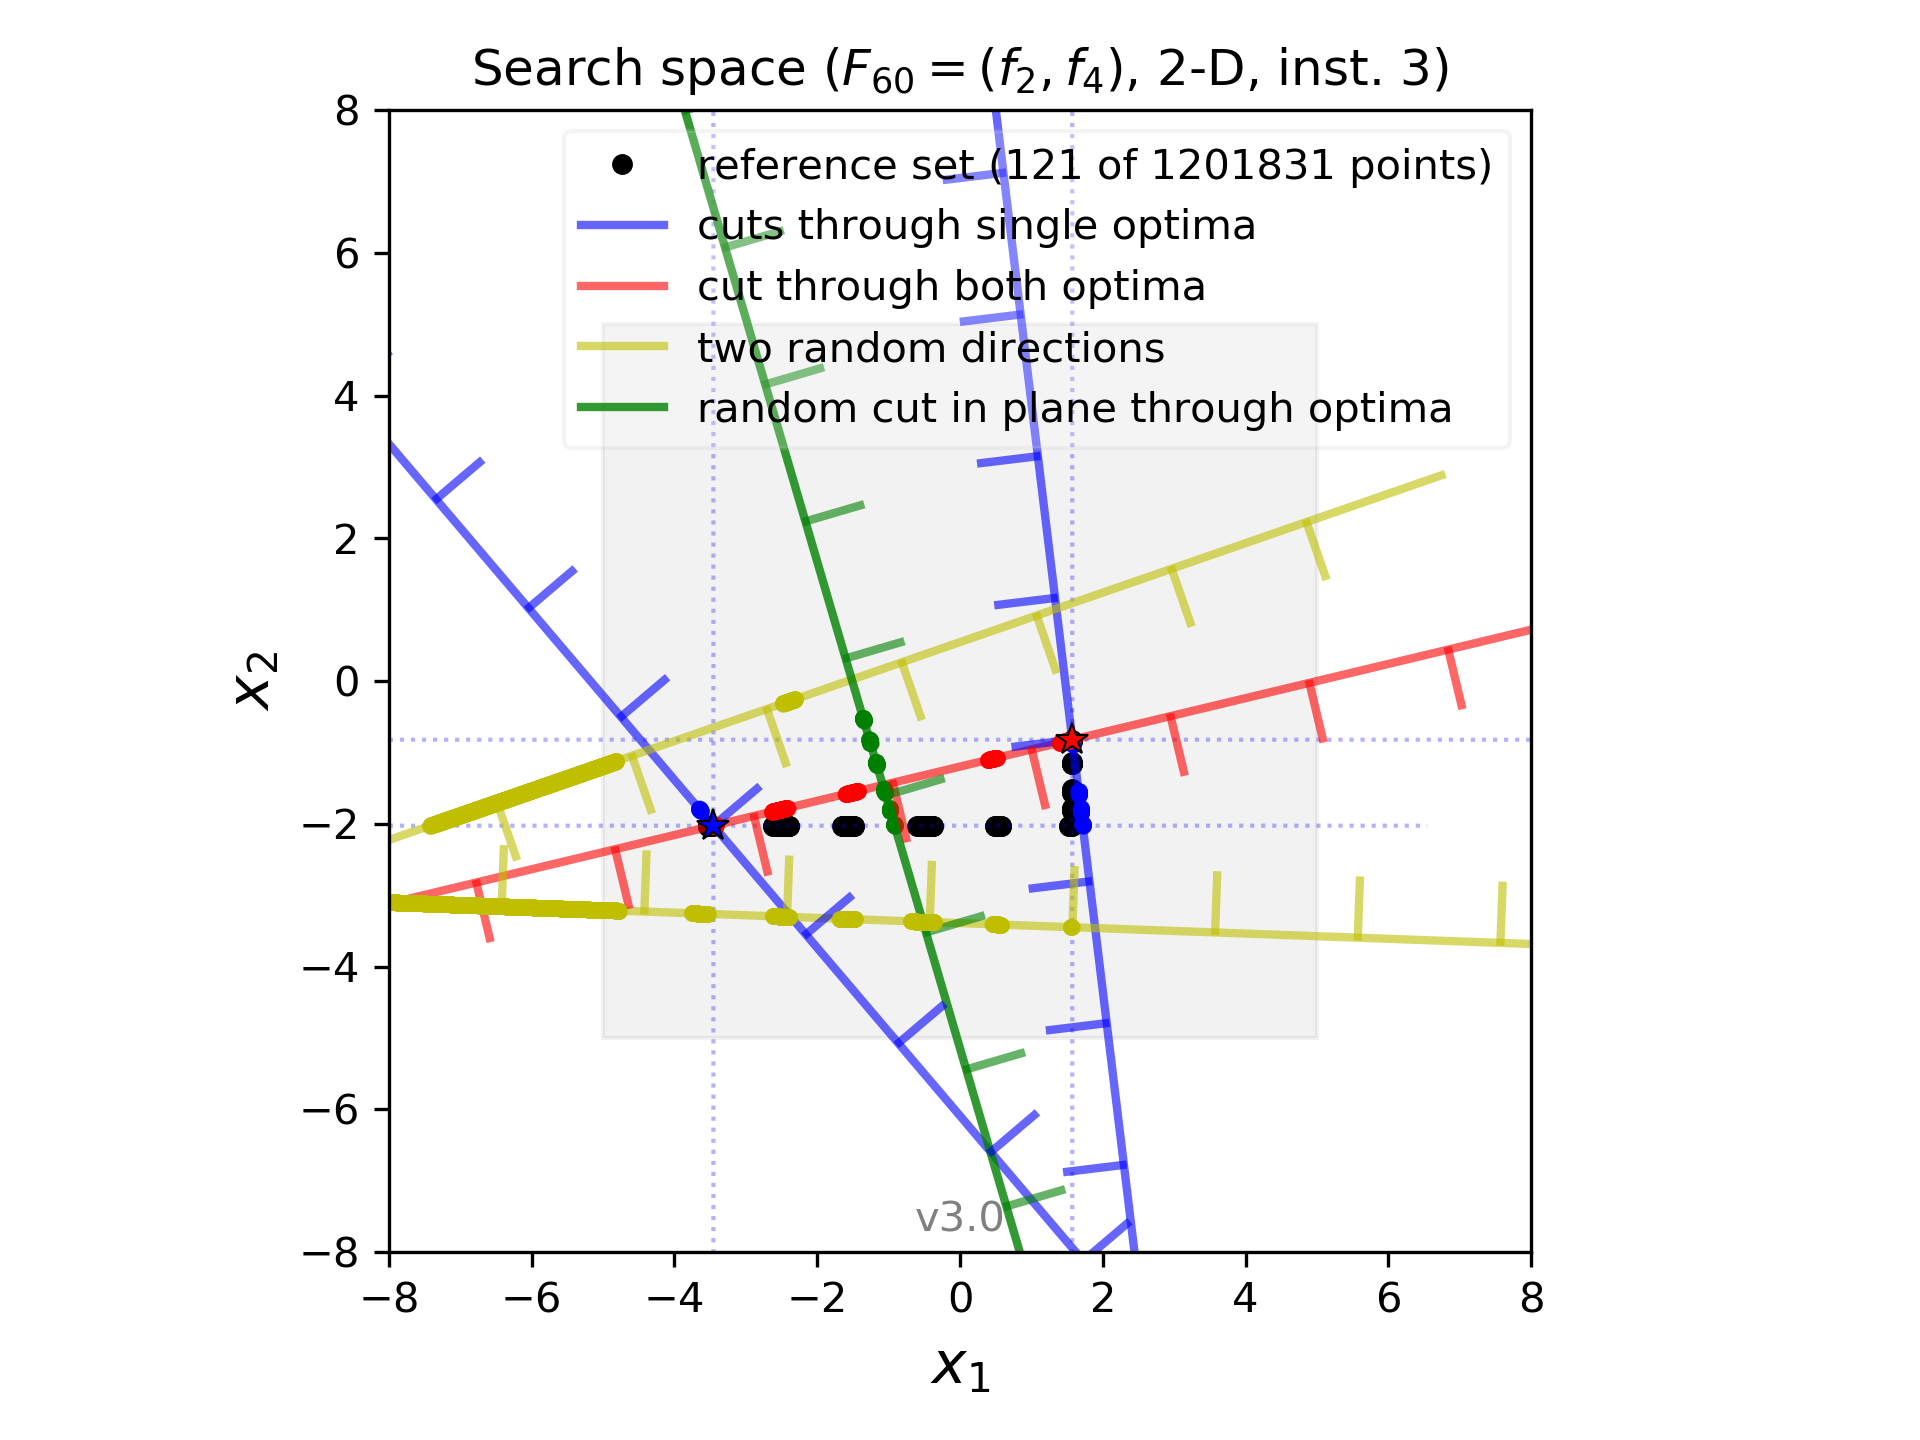 Search space (F60 = (f2, f4), 2-D, inst. 3)
reference set (121 of 1201831 points)
cuts through single optima
cut through both optima
two random directions
random cut in plane through optima
8
6
4
2
0
−2
−4
−6
−8
x2
v3.0
−8 −6 −4 −2 0 2 4 6 8
x1